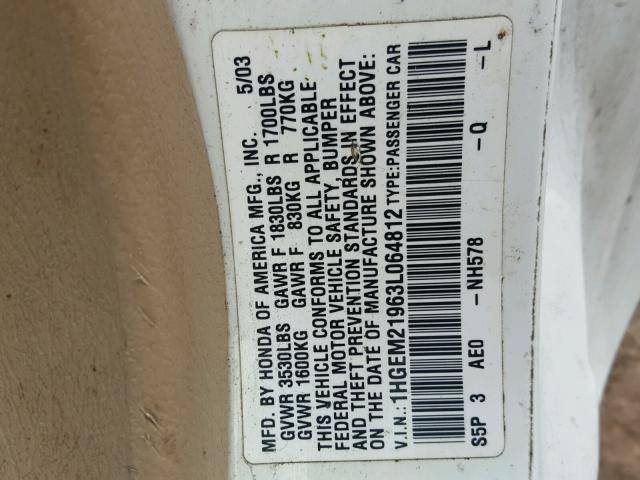 MFD. BY HONDA OF AMERICA MFG., INC. 5/03
GVWR 3530LBS GAWR F 1830LBS R 1700LBS
GVWR 1600KG GAWR F 830KG R 770KG
THIS VEHICLE CONFORMS TO ALL APPLICABLE
FEDERAL MOTOR VEHICLE SAFETY, BUMPER
AND THEFT PREVENTION STANDARDS IN EFFECT
ON THE DATE OF MANUFACTURE SHOWN ABOVE:
V.I.N.: 1HGEM21963L064812 TYPE:PASSENGER CAR
S5P 3 AE0 -NH578 -Q -L